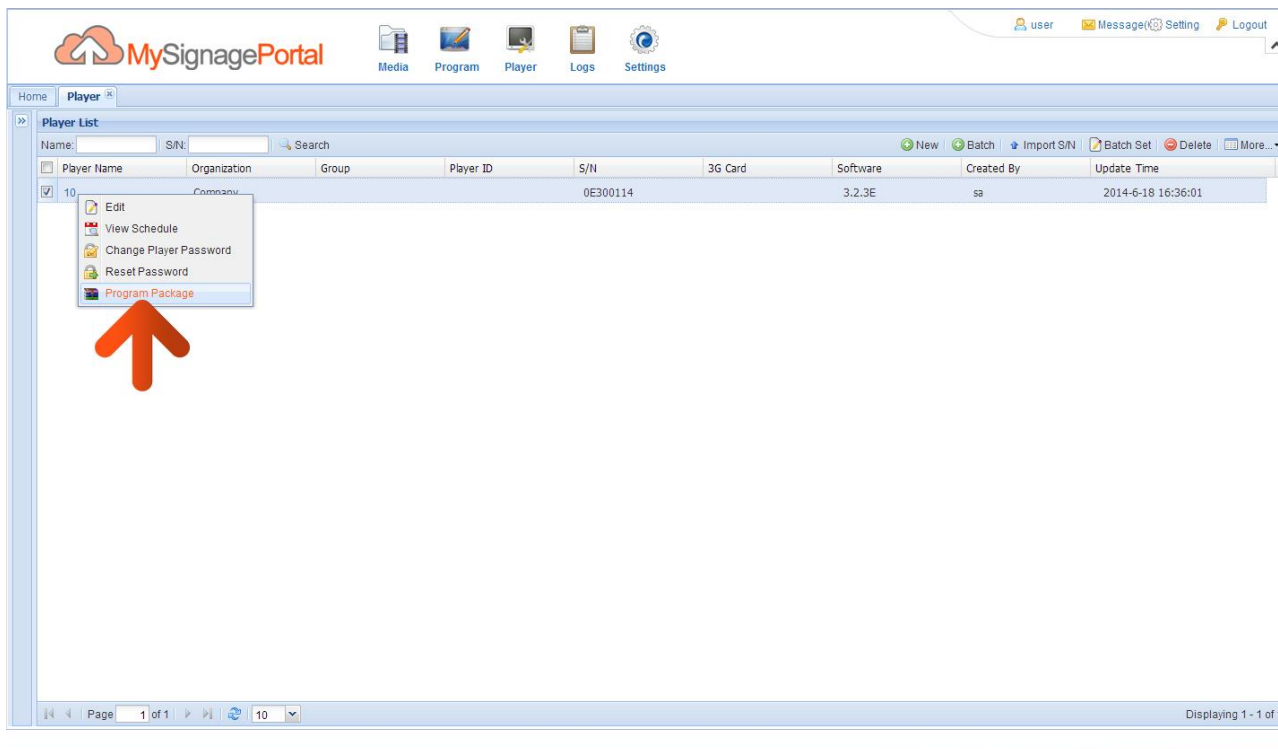 user Message( Setting Logout
MySignagePortal
Media Program Player Logs Settings
Home Player
Player List
Name: S/N: Search New Batch Import S/N Batch Set Delete More...
Player Name Organization Group Player ID S/N 3G Card Software Created By Update Time
10 Company 0E300114 3.2.3E sa 2014-6-18 16:36:01
Edit
View Schedule
Change Player Password
Reset Password
Program Package
Page 1 of 1 10 Displaying 1 - 1 of